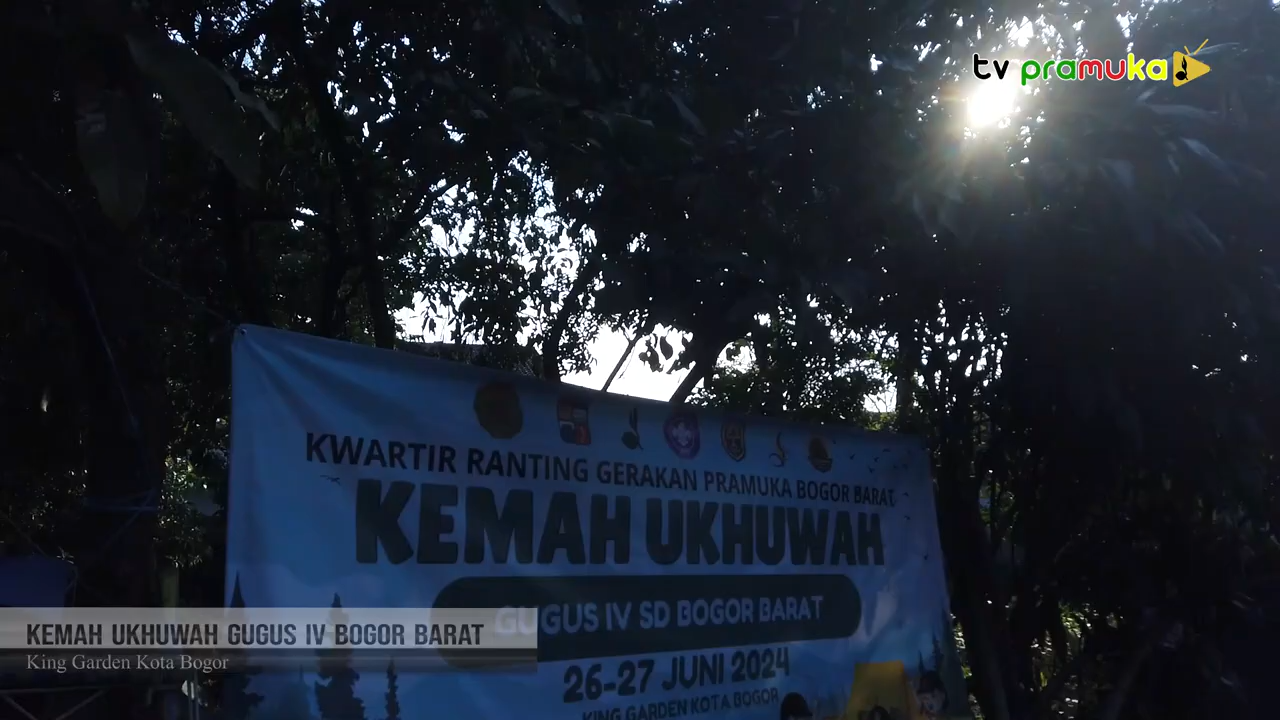 tv pramuka
KWARTIR RANTING GERAKAN PRAMUKA BOGOR BARAT
KEMAH UKHUWAH
GUGUS IV SD BOGOR BARAT
26-27 JUNI 2024
KING GARDEN KOTA BOGOR
KEMAH UKHUWAH GUGUS IV BOGOR BARAT
King Garden Kota Bogor